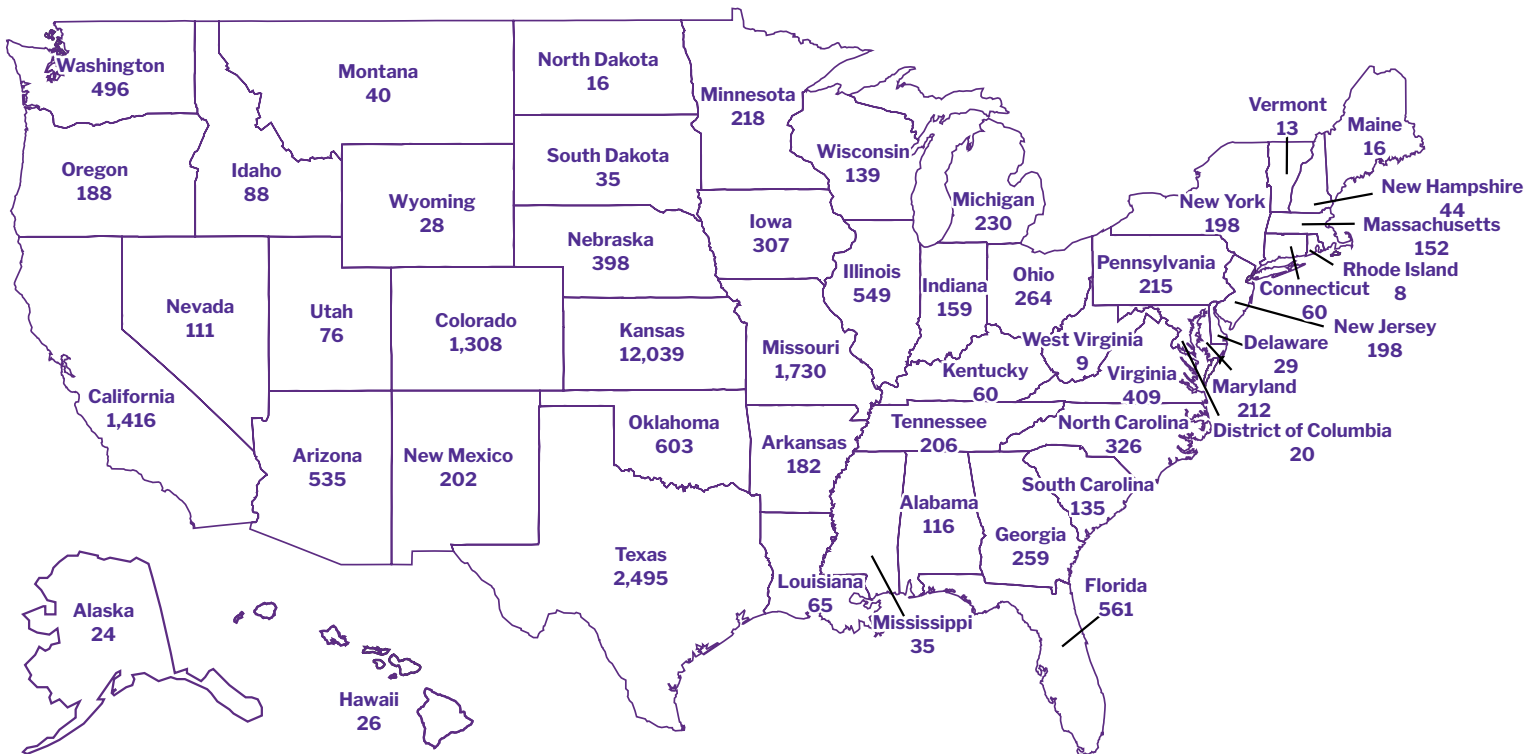 Washington
496
Montana
40
North Dakota
16
Minnesota
218
Vermont
13
Maine
16
Oregon
188
Idaho
88
Wyoming
28
South Dakota
35
Wisconsin
139
Michigan
230
New York
198
New Hampshire
44
Massachusetts
152
Rhode Island
8
Connecticut
60
New Jersey
198
Nebraska
398
Iowa
307
Illinois
549
Indiana
159
Ohio
264
Pennsylvania
215
Nevada
111
Utah
76
Colorado
1,308
Kansas
12,039
Missouri
1,730
Kentucky
60
West Virginia
9
Virginia
409
Delaware
29
Maryland
212
District of Columbia
20
California
1,416
Arizona
535
New Mexico
202
Oklahoma
603
Arkansas
182
Tennessee
206
North Carolina
326
South Carolina
135
Alabama
116
Georgia
259
Texas
2,495
Louisiana
65
Mississippi
35
Florida
561
Alaska
24
Hawaii
26